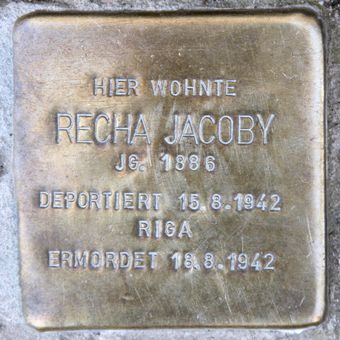 HIER WOHNTE
RECHA JACOBY
JG. 1886
DEPORTIERT 15.8.1942
RIGA
ERMORDET 18.8.1942